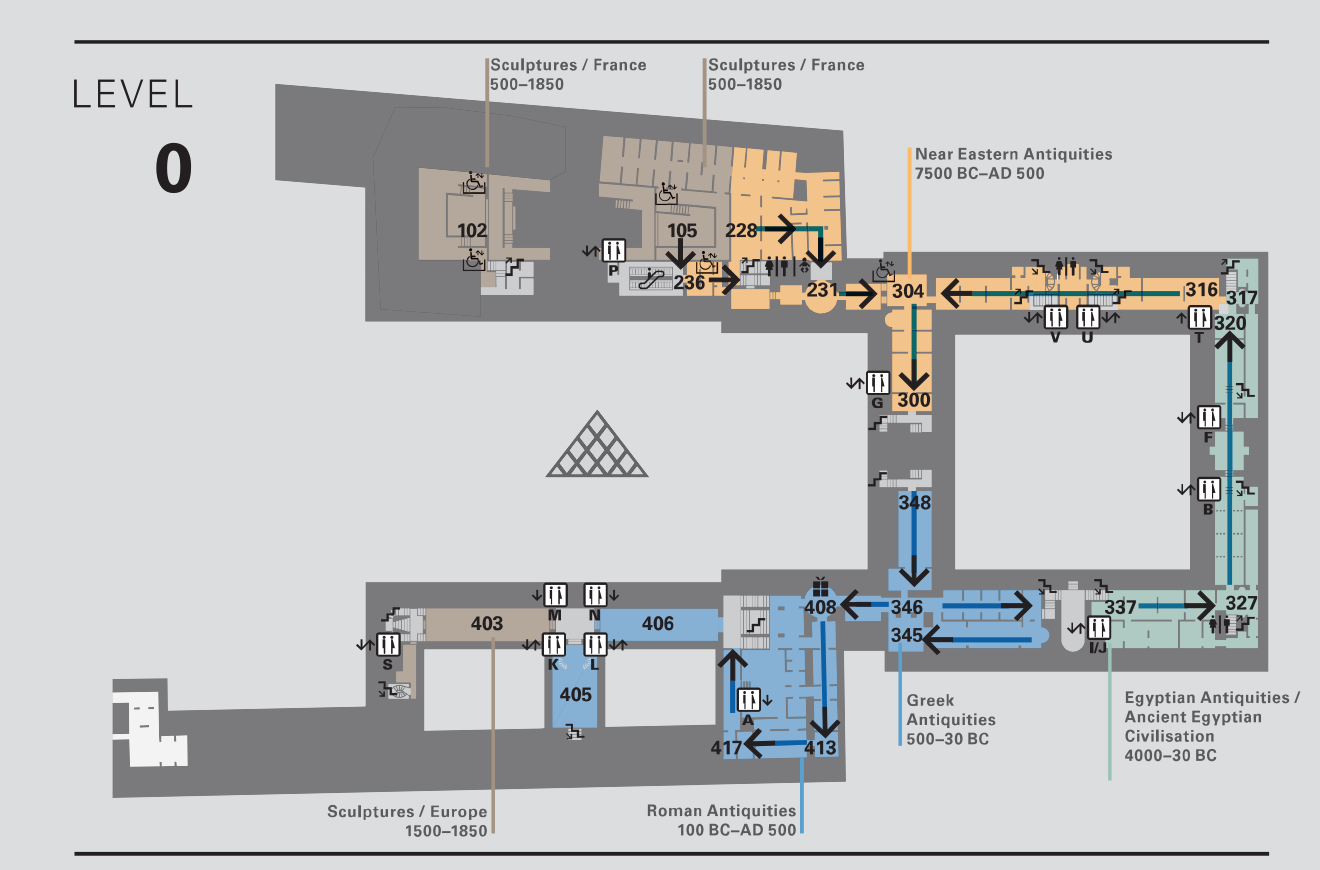 LEVEL
0
Sculptures / France
500–1850
Sculptures / France
500–1850
Near Eastern Antiquities
7500 BC–AD 500
102
105
228
P
236
231
304
316
317
320
V
U
T
G
300
F
B
348
M
N
403
406
408
346
345
337
327
S
K
L
I/J
405
A
417
413
Greek
Antiquities
500–30 BC
Egyptian Antiquities /
Ancient Egyptian
Civilisation
4000–30 BC
Sculptures / Europe
1500–1850
Roman Antiquities
100 BC–AD 500